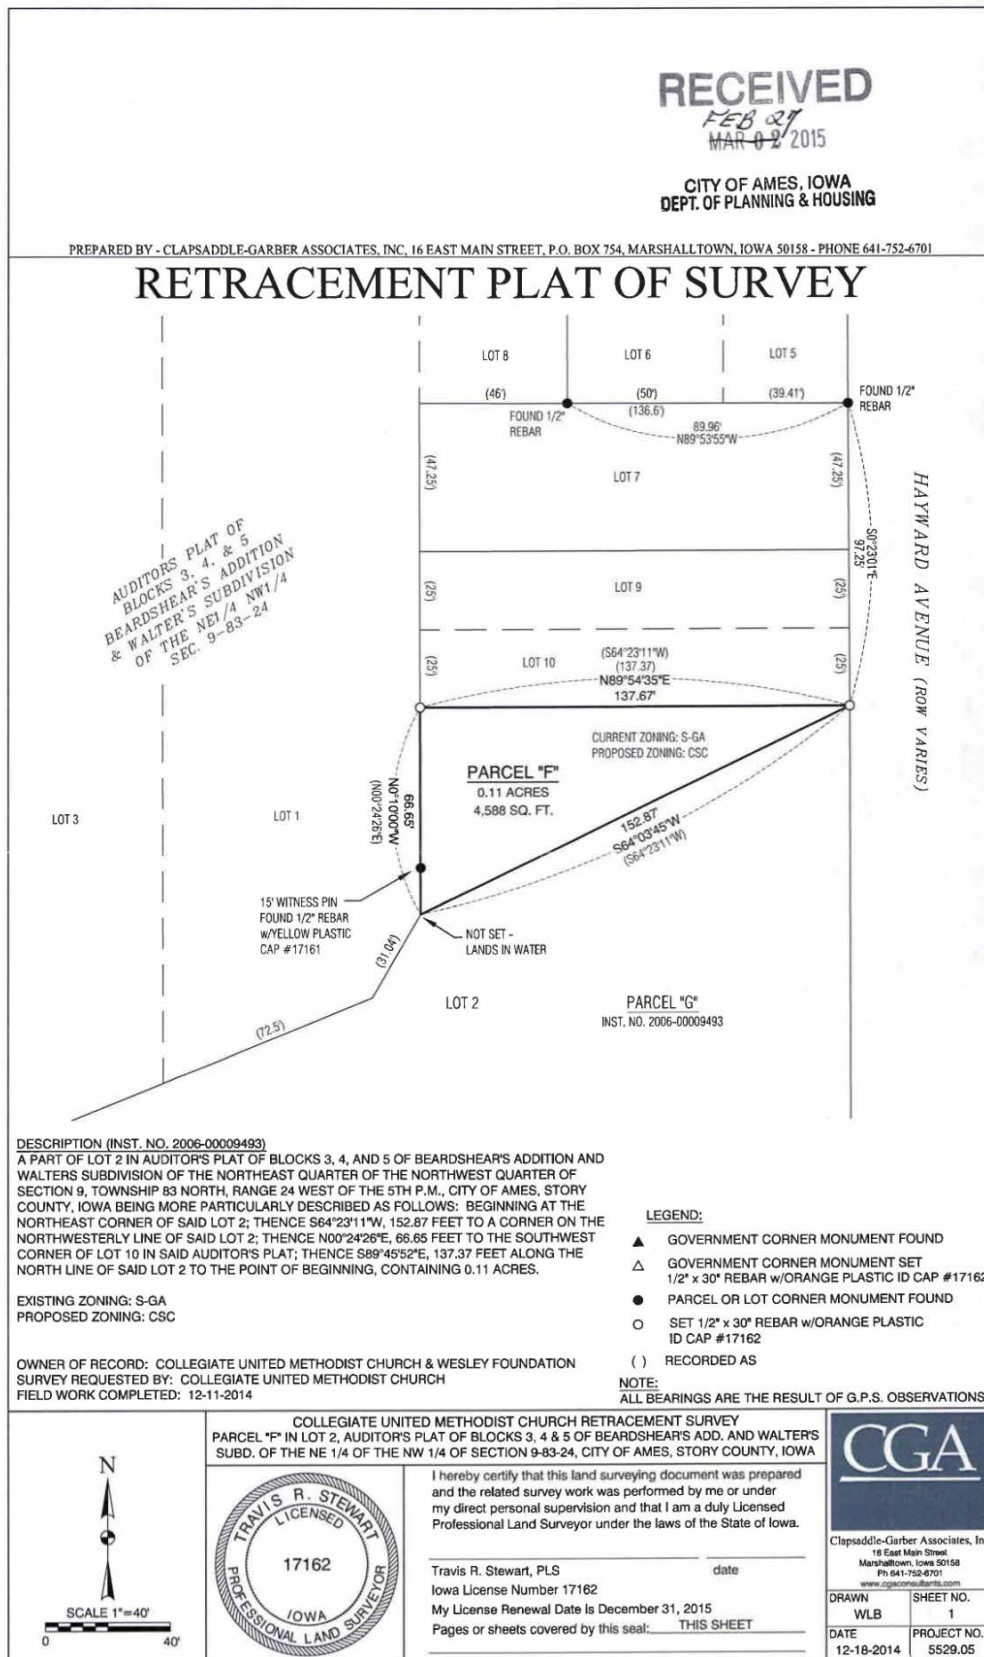 RECEIVED
FEB 27
MAR 02 2015
CITY OF AMES, IOWA
DEPT. OF PLANNING & HOUSING
PREPARED BY - CLAPSADDLE-GARBER ASSOCIATES, INC, 16 EAST MAIN STREET, P.O. BOX 754, MARSHALLTOWN, IOWA 50158 - PHONE 641-752-6701
RETRACEMENT PLAT OF SURVEY
LOT 8
LOT 6
LOT 5
(46')
(50')
(39.41')
FOUND 1/2"
REBAR
(136.6')
89.96'
N89°53'55"W
FOUND 1/2"
REBAR
(47.25')
LOT 7
(47.25')
S0°23'01"E
97.25'
HAYWARD AVENUE (ROW VARIES)
AUDITORS PLAT OF
BLOCKS 3, 4, & 5
BEARDSHEAR'S ADDITION
& WALTER'S SUBDIVISION
OF THE NE1/4 NW1/4
SEC. 9-83-24
(25')
LOT 9
(25')
(25')
LOT 10
(S64°23'11"W)
(137.37)
N89°54'35"E
137.67'
(25')
CURRENT ZONING: S-GA
PROPOSED ZONING: CSC
PARCEL "F"
0.11 ACRES
4,588 SQ. FT.
66.65'
N0°10'00"W
(N00°24'26"E)
152.87'
S64°03'45"W
(S64°23'11"W)
LOT 3
LOT 1
15' WITNESS PIN
FOUND 1/2" REBAR
w/YELLOW PLASTIC
CAP #17161
NOT SET -
LANDS IN WATER
(31.04')
(72.5')
LOT 2
PARCEL "G"
INST. NO. 2006-00009493
DESCRIPTION (INST. NO. 2006-00009493)
A PART OF LOT 2 IN AUDITOR'S PLAT OF BLOCKS 3, 4, AND 5 OF BEARDSHEAR'S ADDITION AND
WALTERS SUBDIVISION OF THE NORTHEAST QUARTER OF THE NORTHWEST QUARTER OF
SECTION 9, TOWNSHIP 83 NORTH, RANGE 24 WEST OF THE 5TH P.M., CITY OF AMES, STORY
COUNTY, IOWA BEING MORE PARTICULARLY DESCRIBED AS FOLLOWS: BEGINNING AT THE
NORTHEAST CORNER OF SAID LOT 2; THENCE S64°23'11"W, 152.87 FEET TO A CORNER ON THE
NORTHWESTERLY LINE OF SAID LOT 2; THENCE N00°24'26"E, 66.65 FEET TO THE SOUTHWEST
CORNER OF LOT 10 IN SAID AUDITOR'S PLAT; THENCE S89°45'52"E, 137.37 FEET ALONG THE
NORTH LINE OF SAID LOT 2 TO THE POINT OF BEGINNING, CONTAINING 0.11 ACRES.
EXISTING ZONING: S-GA
PROPOSED ZONING: CSC
OWNER OF RECORD: COLLEGIATE UNITED METHODIST CHURCH & WESLEY FOUNDATION
SURVEY REQUESTED BY: COLLEGIATE UNITED METHODIST CHURCH
FIELD WORK COMPLETED: 12-11-2014
LEGEND:
GOVERNMENT CORNER MONUMENT FOUND
GOVERNMENT CORNER MONUMENT SET
1/2" x 30" REBAR w/ORANGE PLASTIC ID CAP #17162
PARCEL OR LOT CORNER MONUMENT FOUND
SET 1/2" x 30" REBAR w/ORANGE PLASTIC
ID CAP #17162
( ) RECORDED AS
NOTE:
ALL BEARINGS ARE THE RESULT OF G.P.S. OBSERVATIONS
N
SCALE 1"=40'
0 40'
COLLEGIATE UNITED METHODIST CHURCH RETRACEMENT SURVEY
PARCEL "F" IN LOT 2, AUDITOR'S PLAT OF BLOCKS 3, 4 & 5 OF BEARDSHEAR'S ADD. AND WALTER'S
SUBD. OF THE NE 1/4 OF THE NW 1/4 OF SECTION 9-83-24, CITY OF AMES, STORY COUNTY, IOWA
TRAVIS R. STEWART
LICENSED
17162
IOWA
PROFESSIONAL LAND SURVEYOR
I hereby certify that this land surveying document was prepared
and the related survey work was performed by me or under
my direct personal supervision and that I am a duly Licensed
Professional Land Surveyor under the laws of the State of Iowa.
Travis R. Stewart, PLS date
Iowa License Number 17162
My License Renewal Date Is December 31, 2015
Pages or sheets covered by this seal: THIS SHEET
CGA
Clapsaddle-Garber Associates, In
16 East Main Street
Marshalltown, Iowa 50158
Ph 641-752-6701
www.cgaconsultants.com
DRAWN
WLB
SHEET NO.
1
DATE
12-18-2014
PROJECT NO.
5529.05